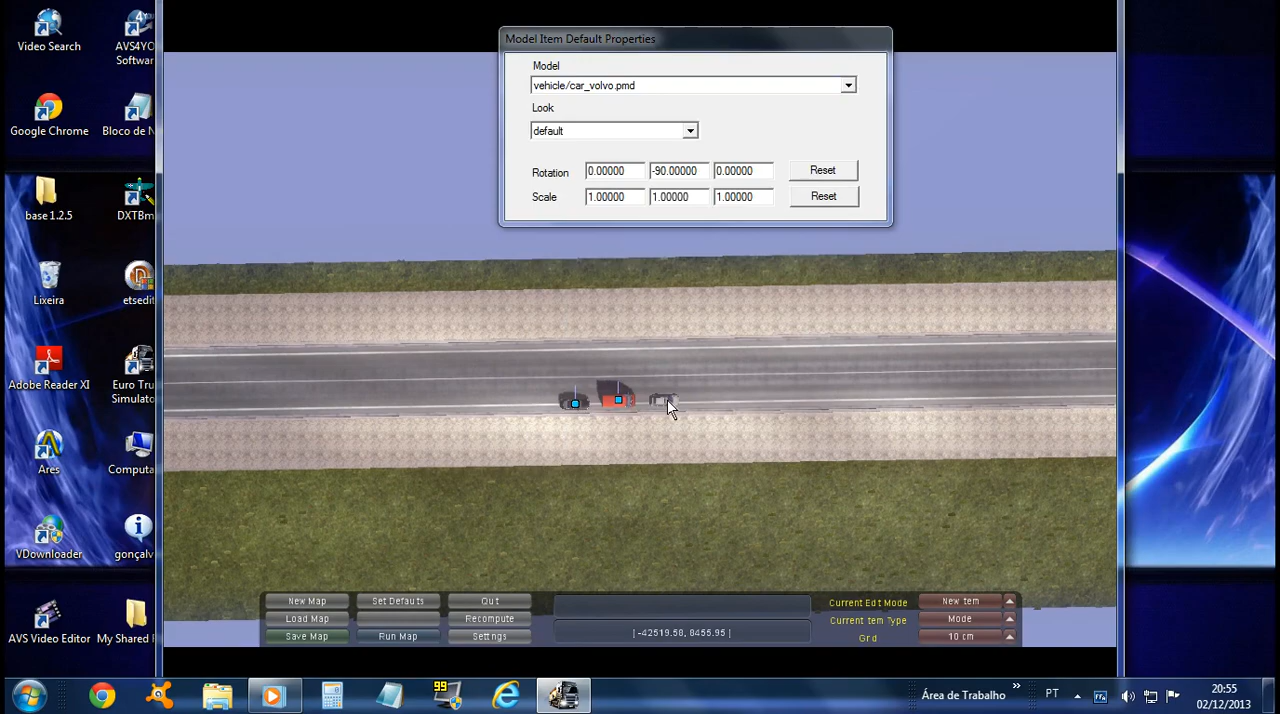 Video Search
AVS4YO
Softwar
Google Chrome
Bloco de N
base 1.2.5
DXTBm
Lixeira
etsedit
Adobe Reader XI
Euro Tru
Simulato
Ares
Computa
VDownloader
gonçalv
AVS Video Editor
My Shared F
Model Item Default Properties
Model
vehicle/car_volvo.pmd
Look
default
Rotation
0.00000
-90.00000
0.00000
Reset
Scale
1.00000
1.00000
1.00000
Reset
New Map
Set Defaults
Quit
Load Map
Recompute
Save Map
Run Map
Settings
[ -42519.58, 8455.95 ]
Current Edit Mode
New item
Current Item Type
Model
Grid
10 cm
99
Área de Trabalho
PT
20:55
02/12/2013